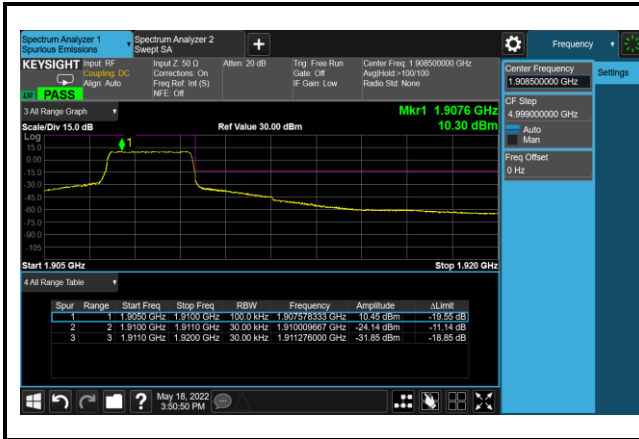 Spectrum Analyzer 1
Spurious Emissions
Spectrum Analyzer 2
Swept SA
Frequency
KEYSIGHT
Input: RF
Coupling: DC
Align: Auto
Input Z: 50 Ω
Corrections: On
Freq Ref: Int (S)
NFE: Off
Atten: 20 dB
Trig: Free Run
Gate: Off
IF Gain: Low
Center Freq: 1.908500000 GHz
Avg|Hold:>100/100
Radio Std: None
PASS
Center Frequency
1.908500000 GHz
Settings
CF Step
4.999000000 GHz
Auto
Man
Freq Offset
0 Hz
3 All Range Graph
Mkr1 1.9076 GHz
Scale/Div 15.0 dB
Ref Value 30.00 dBm
10.30 dBm
Log
1
15.0
0.00
-15.0
-30.0
-45.0
-60.0
-75.0
-90.0
-105
Start 1.905 GHz
Stop 1.920 GHz
4 All Range Table
Spur Range Start Freq Stop Freq RBW Frequency Amplitude ΔLimit
1 1 1.9050 GHz 1.9100 GHz 100.0 kHz 1.907578333 GHz 10.45 dBm -19.55 dB
2 2 1.9100 GHz 1.9110 GHz 30.00 kHz 1.910009667 GHz -24.14 dBm -11.14 dB
3 3 1.9110 GHz 1.9200 GHz 30.00 kHz 1.911276000 GHz -31.85 dBm -18.85 dB
?
May 18, 2022
3:50:50 PM